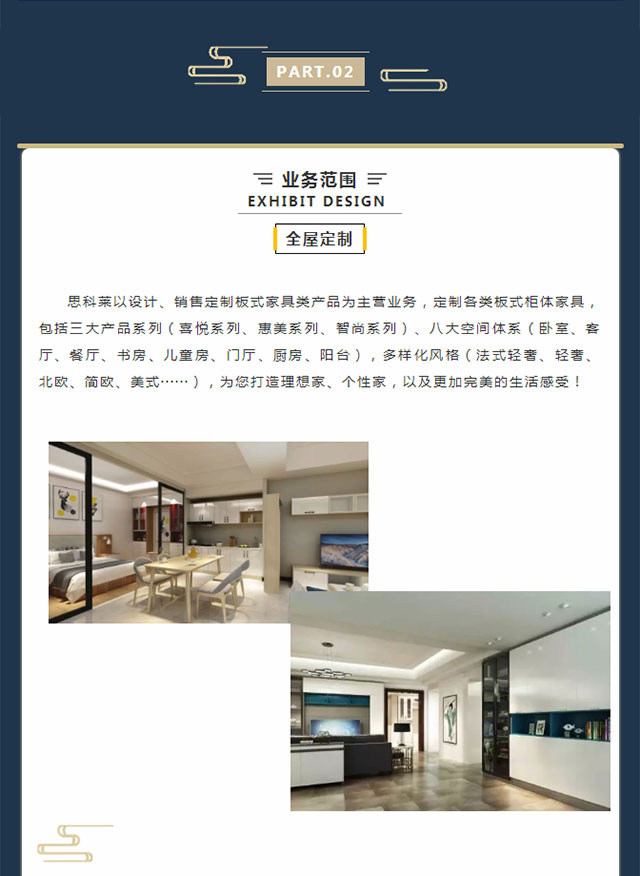 PART.02
业务范围
EXHIBIT DESIGN
全屋定制
思科莱以设计、销售定制板式家具类产品为主营业务，定制各类板式柜体家具，
包括三大产品系列（喜悦系列、惠美系列、智尚系列）、八大空间体系（卧室、客
厅、餐厅、书房、儿童房、门厅、厨房、阳台），多样化风格（法式轻奢、轻奢、
北欧、简欧、美式……），为您打造理想家、个性家，以及更加完美的生活感受！